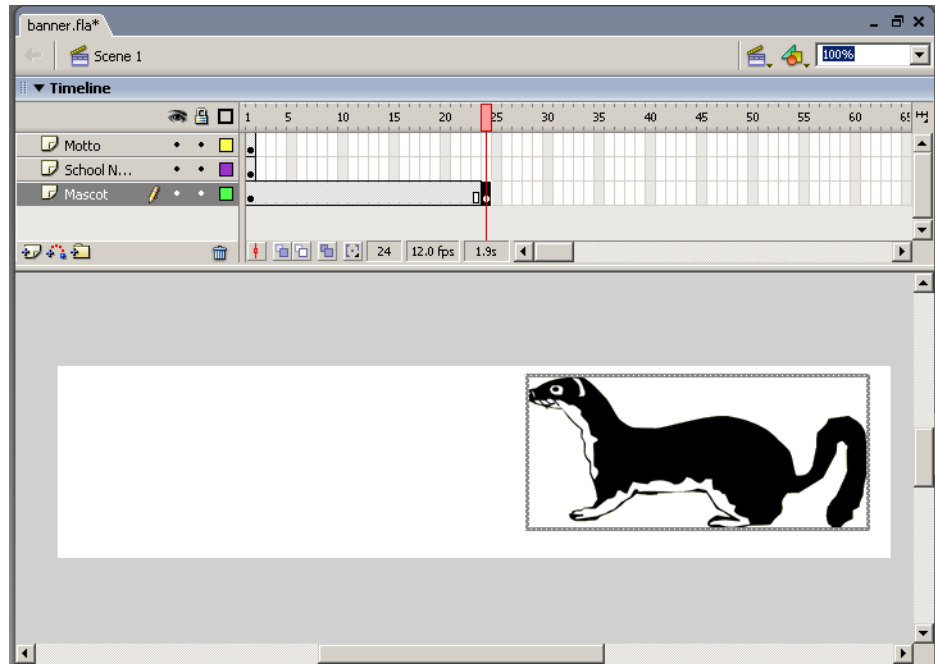 banner.fla*
Scene 1
100%
Timeline
1 5 10 15 20 25 30 35 40 45 50 55 60 65
Motto
School N...
Mascot
24 12.0 fps 1.9s